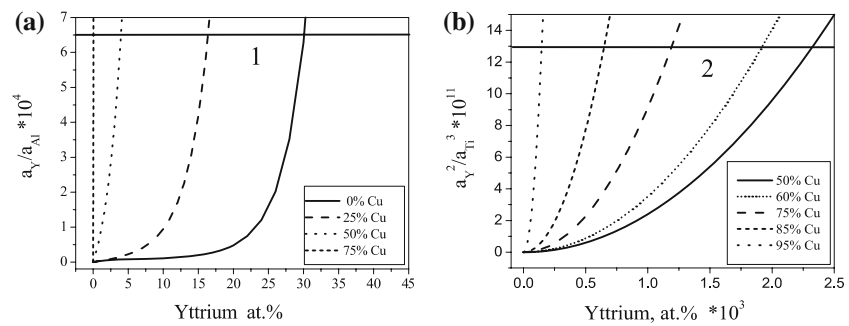 (a)
a_Y/a_Al *10^4
7
6
5
4
3
2
1
0
1
0% Cu
25% Cu
50% Cu
75% Cu
0 5 10 15 20 25 30 35 40 45
Yttrium at.%
(b)
a_Y^2/a_Ti^3 *10^11
14
12
10
8
6
4
2
0
2
50% Cu
60% Cu
75% Cu
85% Cu
95% Cu
0.0 0.5 1.0 1.5 2.0 2.5
Yttrium, at.% *10^3